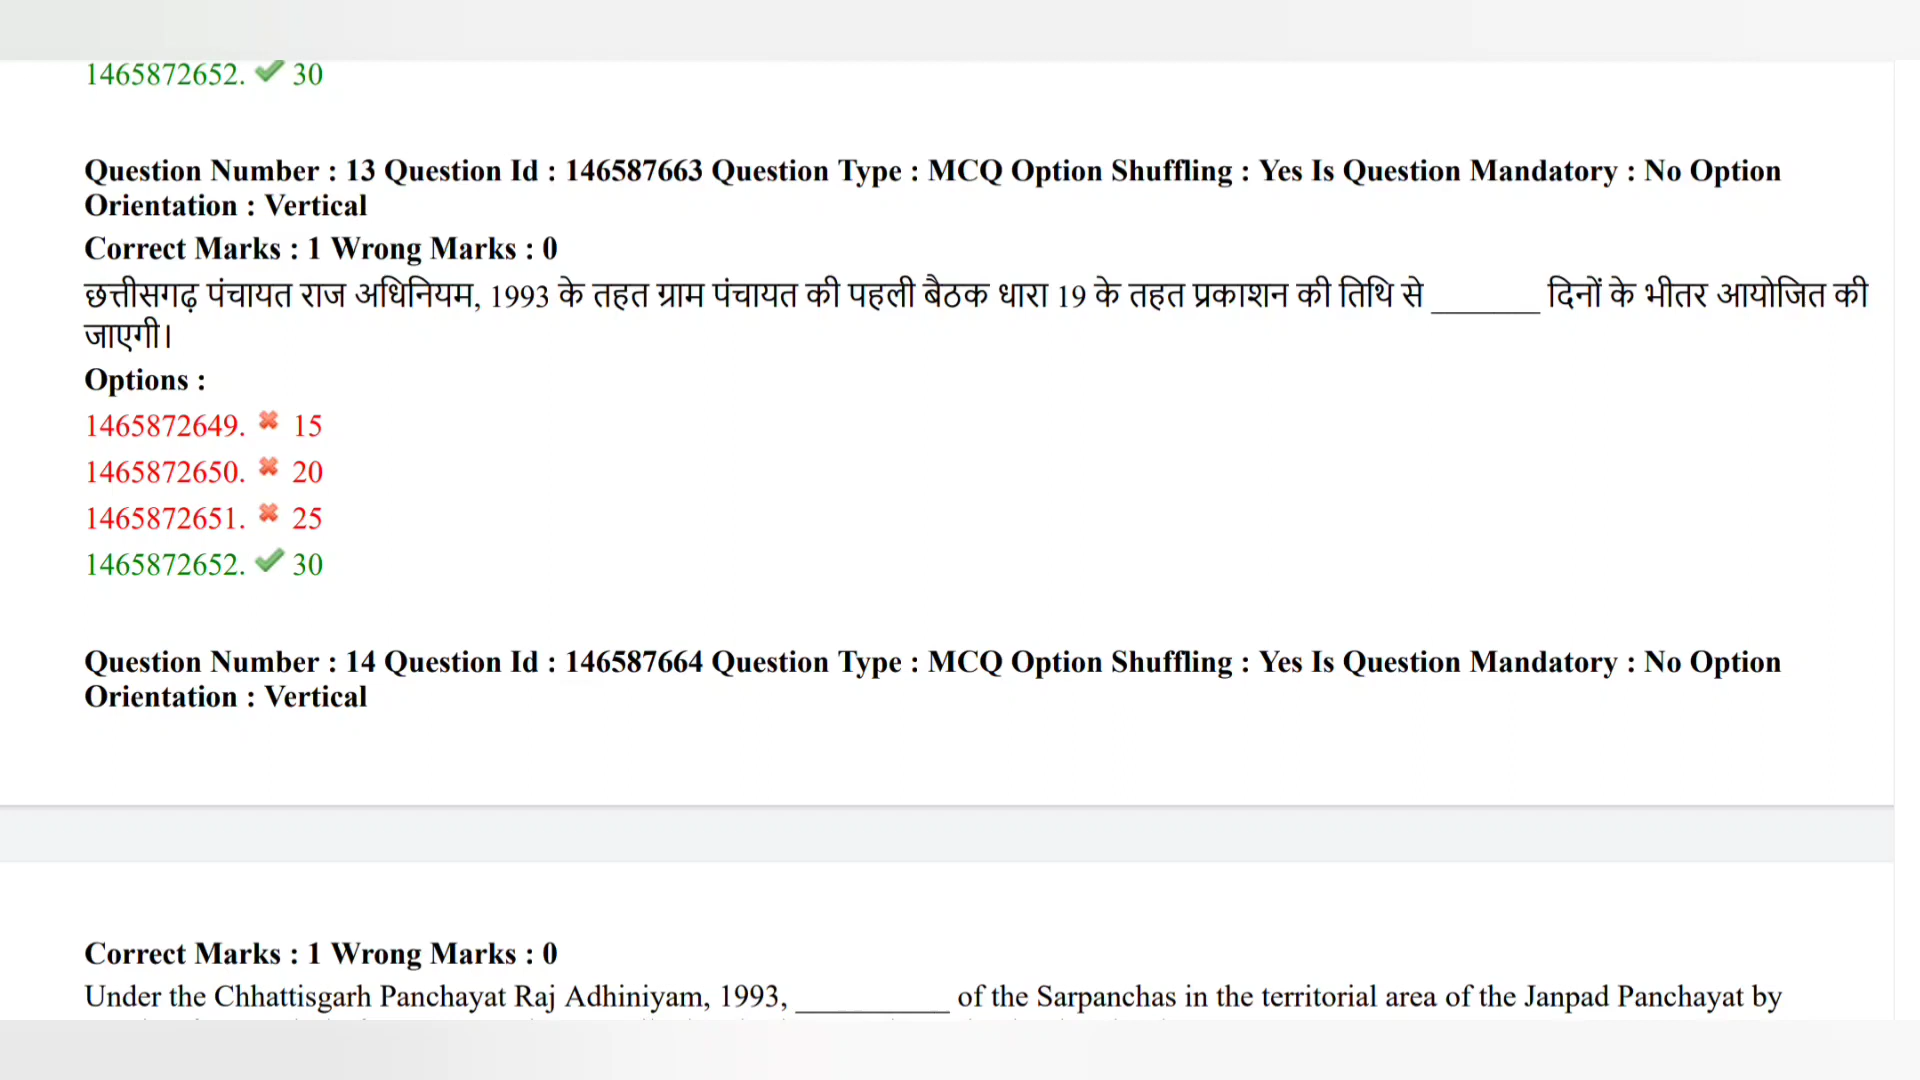 1465872652. 30
Question Number : 13 Question Id : 146587663 Question Type : MCQ Option Shuffling : Yes Is Question Mandatory : No Option
Orientation : Vertical
Correct Marks : 1 Wrong Marks : 0
छत्तीसगढ़ पंचायत राज अधिनियम, 1993 के तहत ग्राम पंचायत की पहली बैठक धारा 19 के तहत प्रकाशन की तिथि से _______ दिनों के भीतर आयोजित की
जाएगी।
Options :
1465872649. 15
1465872650. 20
1465872651. 25
1465872652. 30
Question Number : 14 Question Id : 146587664 Question Type : MCQ Option Shuffling : Yes Is Question Mandatory : No Option
Orientation : Vertical
Correct Marks : 1 Wrong Marks : 0
Under the Chhattisgarh Panchayat Raj Adhiniyam, 1993, __________ of the Sarpanchas in the territorial area of the Janpad Panchayat by